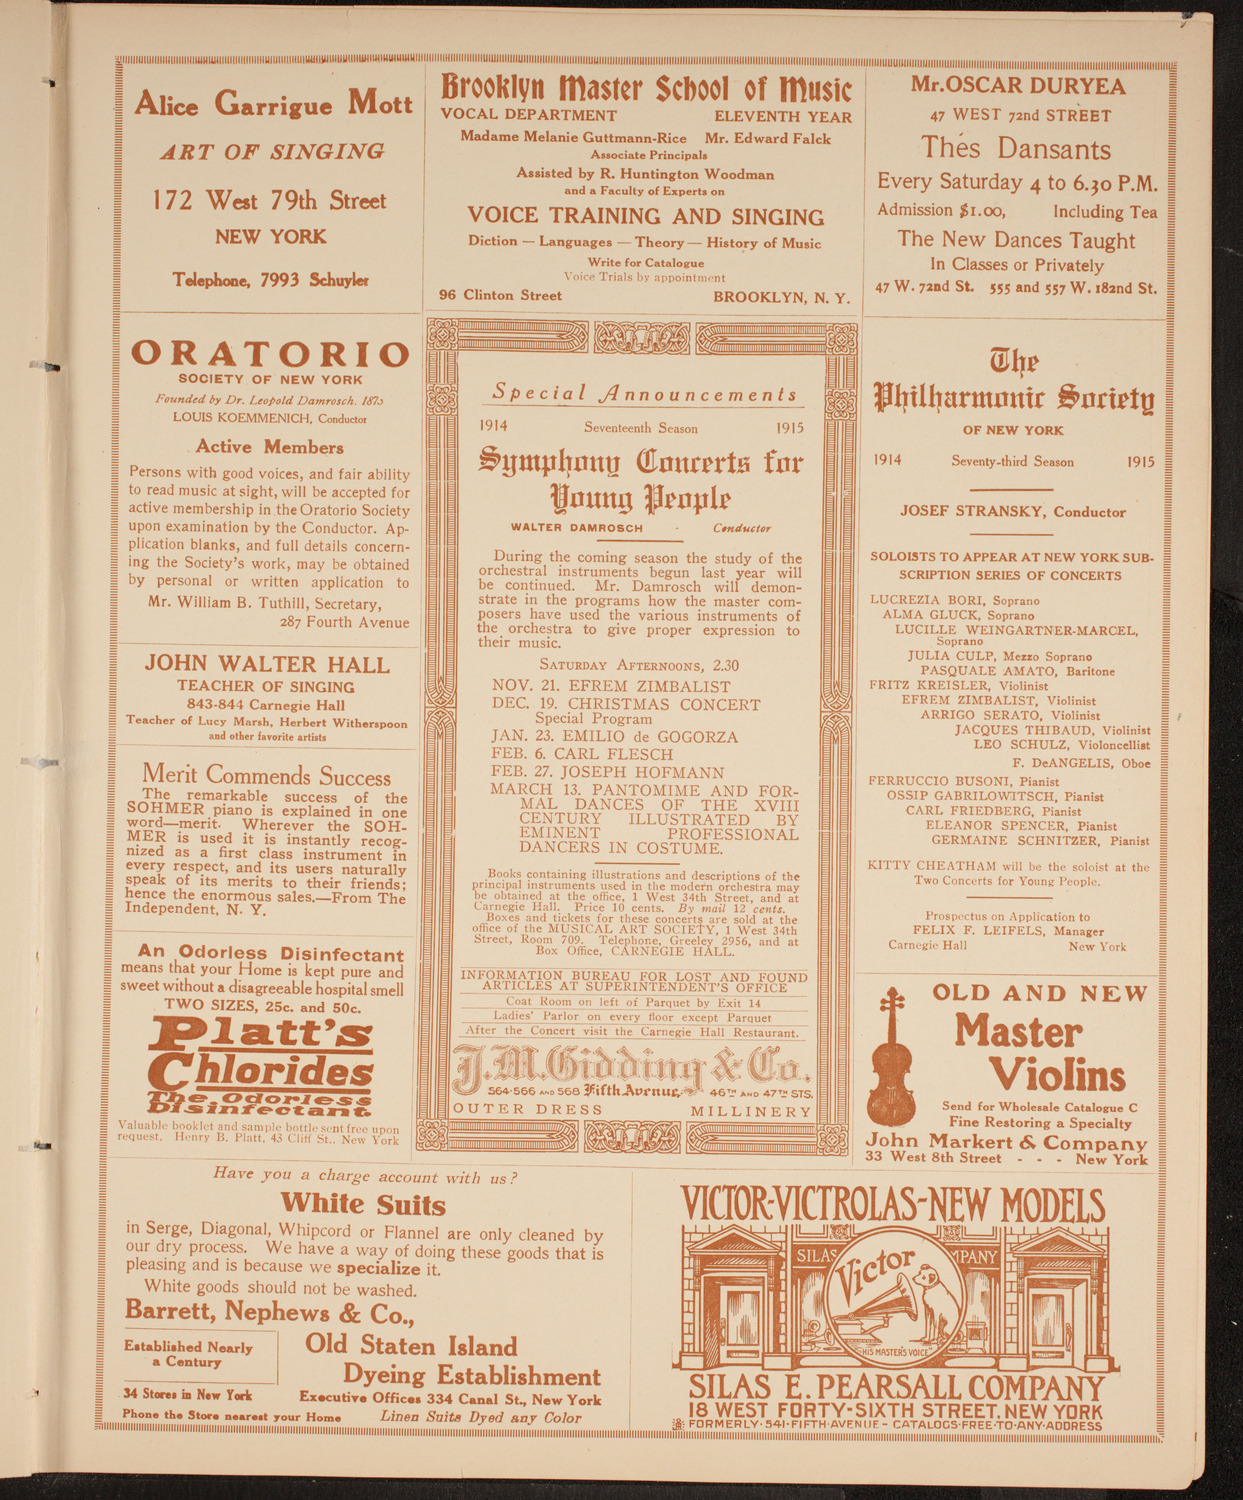 Alice Garrigue Mott
ART OF SINGING
172 West 79th Street
NEW YORK
Telephone, 7993 Schuyler
Brooklyn Master School of Music
VOCAL DEPARTMENT ELEVENTH YEAR
Madame Melanie Guttmann-Rice Mr. Edward Falck
Associate Principals
Assisted by R. Huntington Woodman
and a Faculty of Experts on
VOICE TRAINING AND SINGING
Diction — Languages — Theory — History of Music
Write for Catalogue
Voice Trials by appointment
96 Clinton Street BROOKLYN, N. Y.
Mr. OSCAR DURYEA
47 WEST 72nd STREET
Thés Dansants
Every Saturday 4 to 6.30 P.M.
Admission $1.00, Including Tea
The New Dances Taught
In Classes or Privately
47 W. 72nd St. 555 and 557 W. 182nd St.
ORATORIO
SOCIETY OF NEW YORK
Founded by Dr. Leopold Damrosch, 1873
LOUIS KOEMMENICH, Conductor
Active Members
Persons with good voices, and fair ability
to read music at sight, will be accepted for
active membership in the Oratorio Society
upon examination by the Conductor. Ap-
plication blanks, and full details concern-
ing the Society's work, may be obtained
by personal or written application to
Mr. William B. Tuthill, Secretary,
287 Fourth Avenue
JOHN WALTER HALL
TEACHER OF SINGING
843-844 Carnegie Hall
Teacher of Lucy Marsh, Herbert Witherspoon
and other favorite artists
Merit Commends Success
The remarkable success of the
SOHMER piano is explained in one
word—merit. Wherever the SOH-
MER is used it is instantly recog-
nized as a first class instrument in
every respect, and its users naturally
speak of its merits to their friends;
hence the enormous sales.—From The
Independent, N. Y.
An Odorless Disinfectant
means that your Home is kept pure and
sweet without a disagreeable hospital smell
TWO SIZES, 25c. and 50c.
Platt's
Chlorides
The Odorless
Disinfectant.
Valuable booklet and sample bottle sent free upon
request. Henry B. Platt, 43 Cliff St., New York
Special Announcements
1914 Seventeenth Season 1915
Symphony Concerts for
Young People
WALTER DAMROSCH - Conductor
During the coming season the study of the
orchestral instruments begun last year will
be continued. Mr. Damrosch will demon-
strate in the programs how the master com-
posers have used the various instruments of
the orchestra to give proper expression to
their music.
SATURDAY AFTERNOONS, 2.30
NOV. 21. EFREM ZIMBALIST
DEC. 19. CHRISTMAS CONCERT
Special Program
JAN. 23. EMILIO de GOGORZA
FEB. 6. CARL FLESCH
FEB. 27. JOSEPH HOFMANN
MARCH 13. PANTOMIME AND FOR-
MAL DANCES OF THE XVIII
CENTURY ILLUSTRATED BY
EMINENT PROFESSIONAL
DANCERS IN COSTUME.
Books containing illustrations and descriptions of the
principal instruments used in the modern orchestra may
be obtained at the office, 1 West 34th Street, and at
Carnegie Hall. Price 10 cents. By mail 12 cents.
Boxes and tickets for these concerts are sold at the
office of the MUSICAL ART SOCIETY, 1 West 34th
Street, Room 709. Telephone, Greeley 2956, and at
Box Office, CARNEGIE HALL.
INFORMATION BUREAU FOR LOST AND FOUND
ARTICLES AT SUPERINTENDENT'S OFFICE
Coat Room on left of Parquet by Exit 14
Ladies' Parlor on every floor except Parquet
After the Concert visit the Carnegie Hall Restaurant.
J.M.Gidding & Co.
564-566 AND 568 Fifth Avenue, 46TH AND 47TH STS.
OUTER DRESS MILLINERY
The
Philharmonic Society
OF NEW YORK
1914 Seventy-third Season 1915
JOSEF STRANSKY, Conductor
SOLOISTS TO APPEAR AT NEW YORK SUB-
SCRIPTION SERIES OF CONCERTS
LUCREZIA BORI, Soprano
ALMA GLUCK, Soprano
LUCILLE WEINGARTNER-MARCEL,
Soprano
JULIA CULP, Mezzo Soprano
PASQUALE AMATO, Baritone
FRITZ KREISLER, Violinist
EFREM ZIMBALIST, Violinist
ARRIGO SERATO, Violinist
JACQUES THIBAUD, Violinist
LEO SCHULZ, Violoncellist
F. DeANGELIS, Oboe
FERRUCCIO BUSONI, Pianist
OSSIP GABRILOWITSCH, Pianist
CARL FRIEDBERG, Pianist
ELEANOR SPENCER, Pianist
GERMAINE SCHNITZER, Pianist
KITTY CHEATHAM will be the soloist at the
Two Concerts for Young People.
Prospectus on Application to
FELIX F. LEIFELS, Manager
Carnegie Hall New York
OLD AND NEW
Master
Violins
Send for Wholesale Catalogue C
Fine Restoring a Specialty
John Markert & Company
33 West 8th Street - - - New York
Have you a charge account with us?
White Suits
in Serge, Diagonal, Whipcord or Flannel are only cleaned by
our dry process. We have a way of doing these goods that is
pleasing and is because we specialize it.
White goods should not be washed.
Barrett, Nephews & Co.,
Established Nearly
a Century
Old Staten Island
Dyeing Establishment
34 Stores in New York Executive Offices 334 Canal St., New York
Phone the Store nearest your Home Linen Suits Dyed any Color
VICTOR-VICTROLAS-NEW MODELS
SILAS MPANY
Victor
"HIS MASTER'S VOICE"
SILAS E. PEARSALL COMPANY
18 WEST FORTY-SIXTH STREET, NEW YORK
FORMERLY·541·FIFTH·AVENUE-CATALOGS·FREE·TO·ANY·ADDRESS